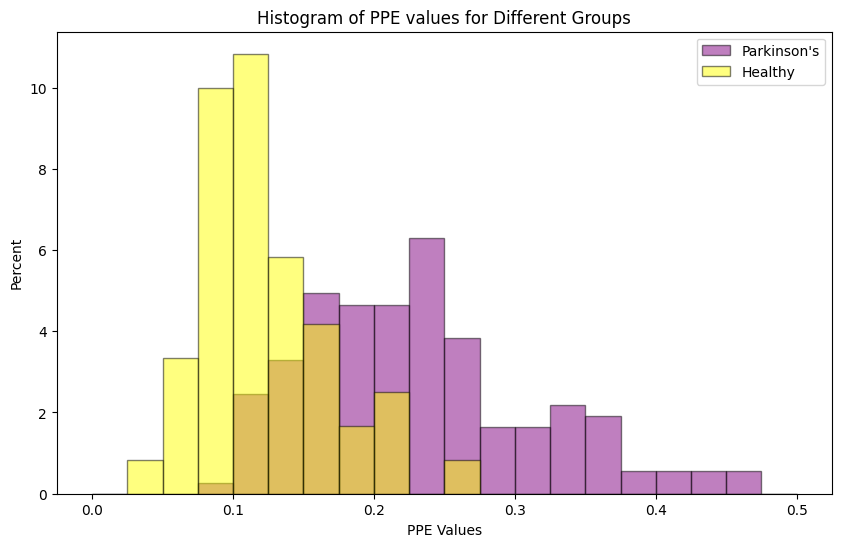 Histogram of PPE values for Different Groups
Parkinson's
Healthy
Percent
10
8
6
4
2
0
0.0 0.1 0.2 0.3 0.4 0.5
PPE Values